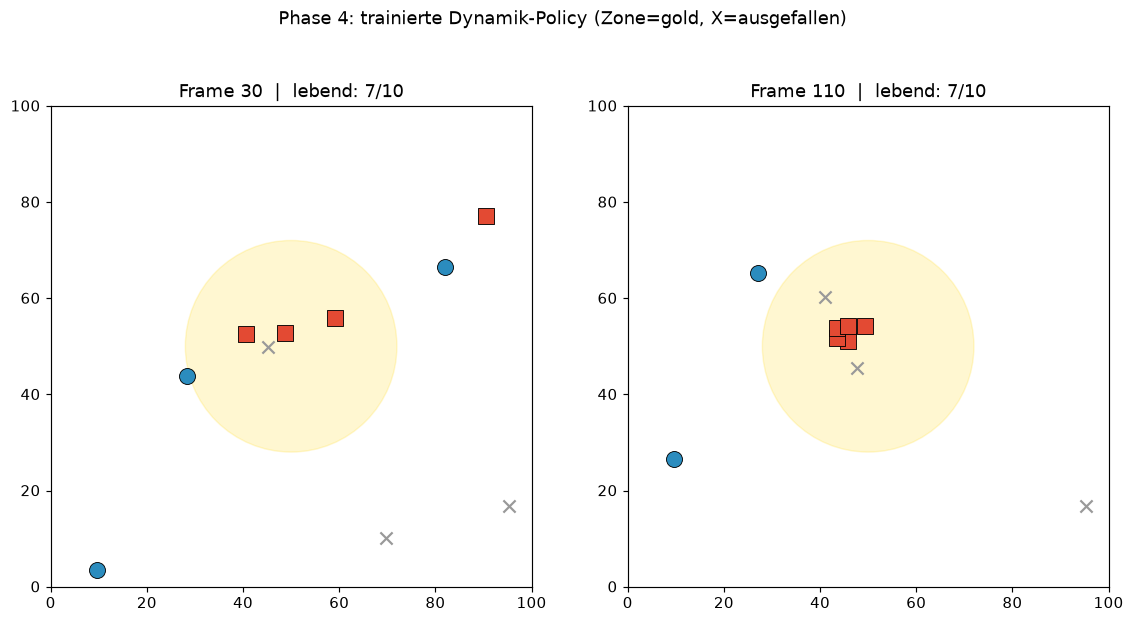 Phase 4: trainierte Dynamik-Policy (Zone=gold, X=ausgefallen)
Frame 30 | lebend: 7/10
100
80
60
40
20
0
0 20 40 60 80 100
Frame 110 | lebend: 7/10
100
80
60
40
20
0
0 20 40 60 80 100